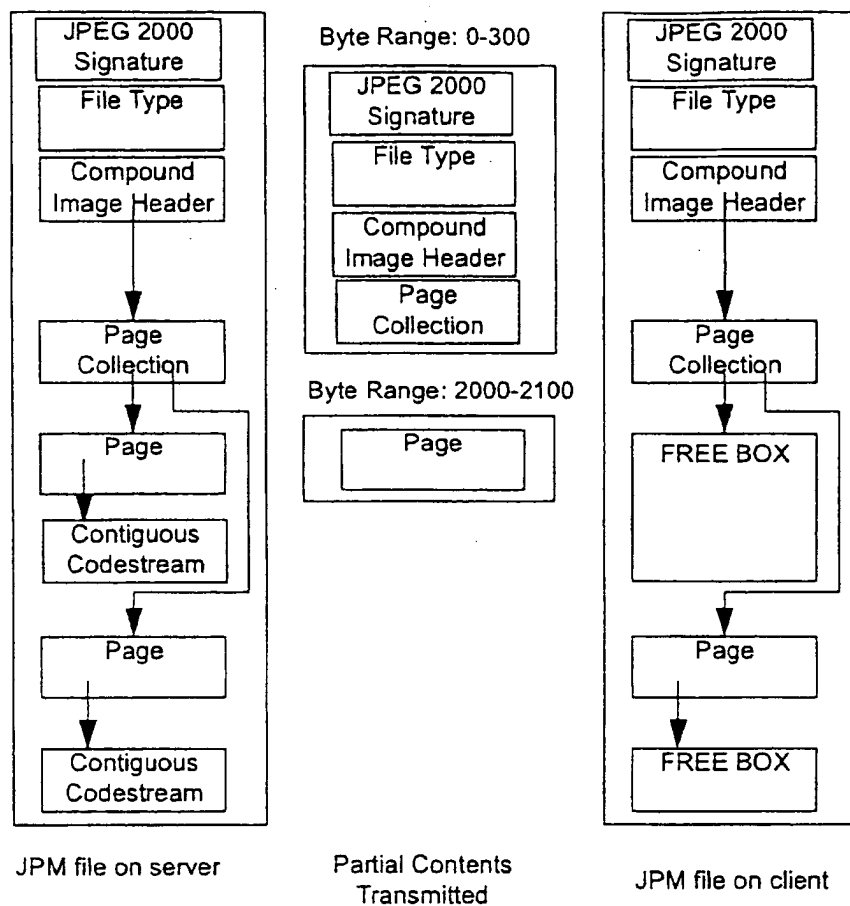 JPEG 2000
Signature
File Type
Compound
Image Header
Page
Collection
Page
Contiguous
Codestream
Page
Contiguous
Codestream
JPM file on server
Byte Range: 0-300
JPEG 2000
Signature
File Type
Compound
Image Header
Page
Collection
Byte Range: 2000-2100
Page
Partial Contents
Transmitted
JPEG 2000
Signature
File Type
Compound
Image Header
Page
Collection
FREE BOX
Page
FREE BOX
JPM file on client